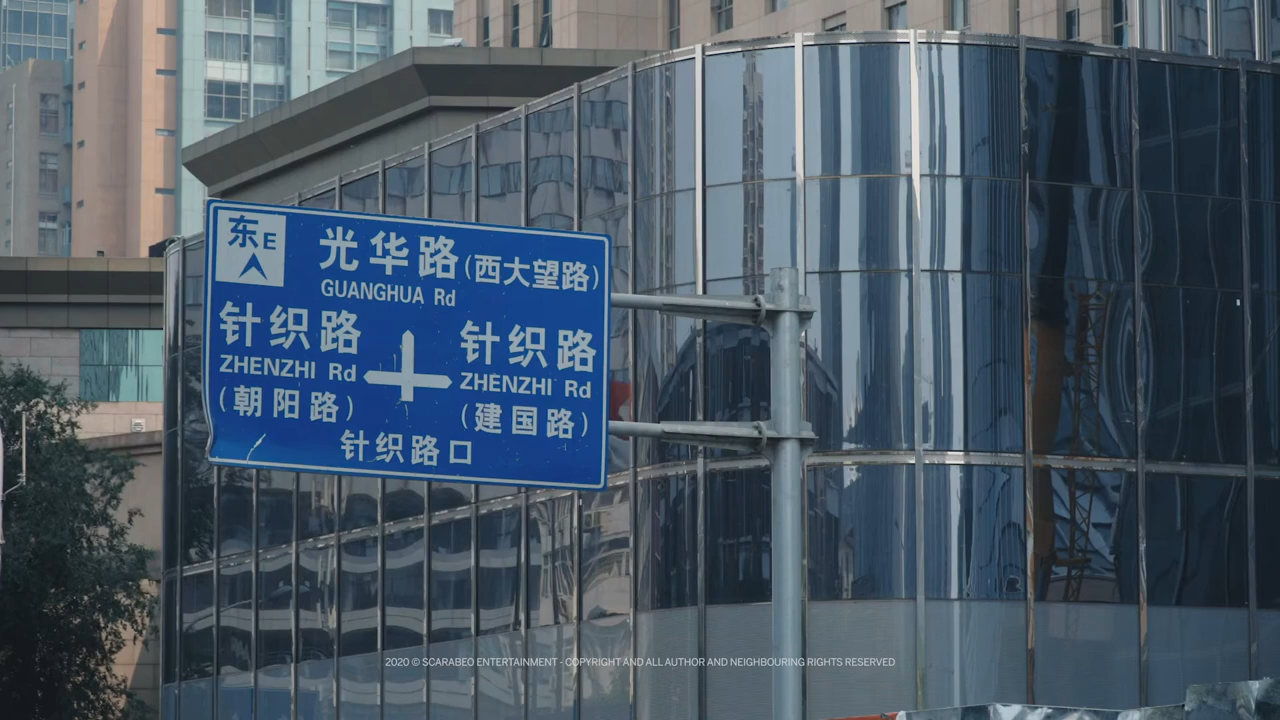 东E
光华路(西大望路)
GUANGHUA Rd
针织路
ZHENZHI Rd
(朝阳路)
针织路
ZHENZHI Rd
(建国路)
针织路口
2020 © SCARABEO ENTERTAINMENT - COPYRIGHT AND ALL AUTHOR AND NEIGHBOURING RIGHTS RESERVED